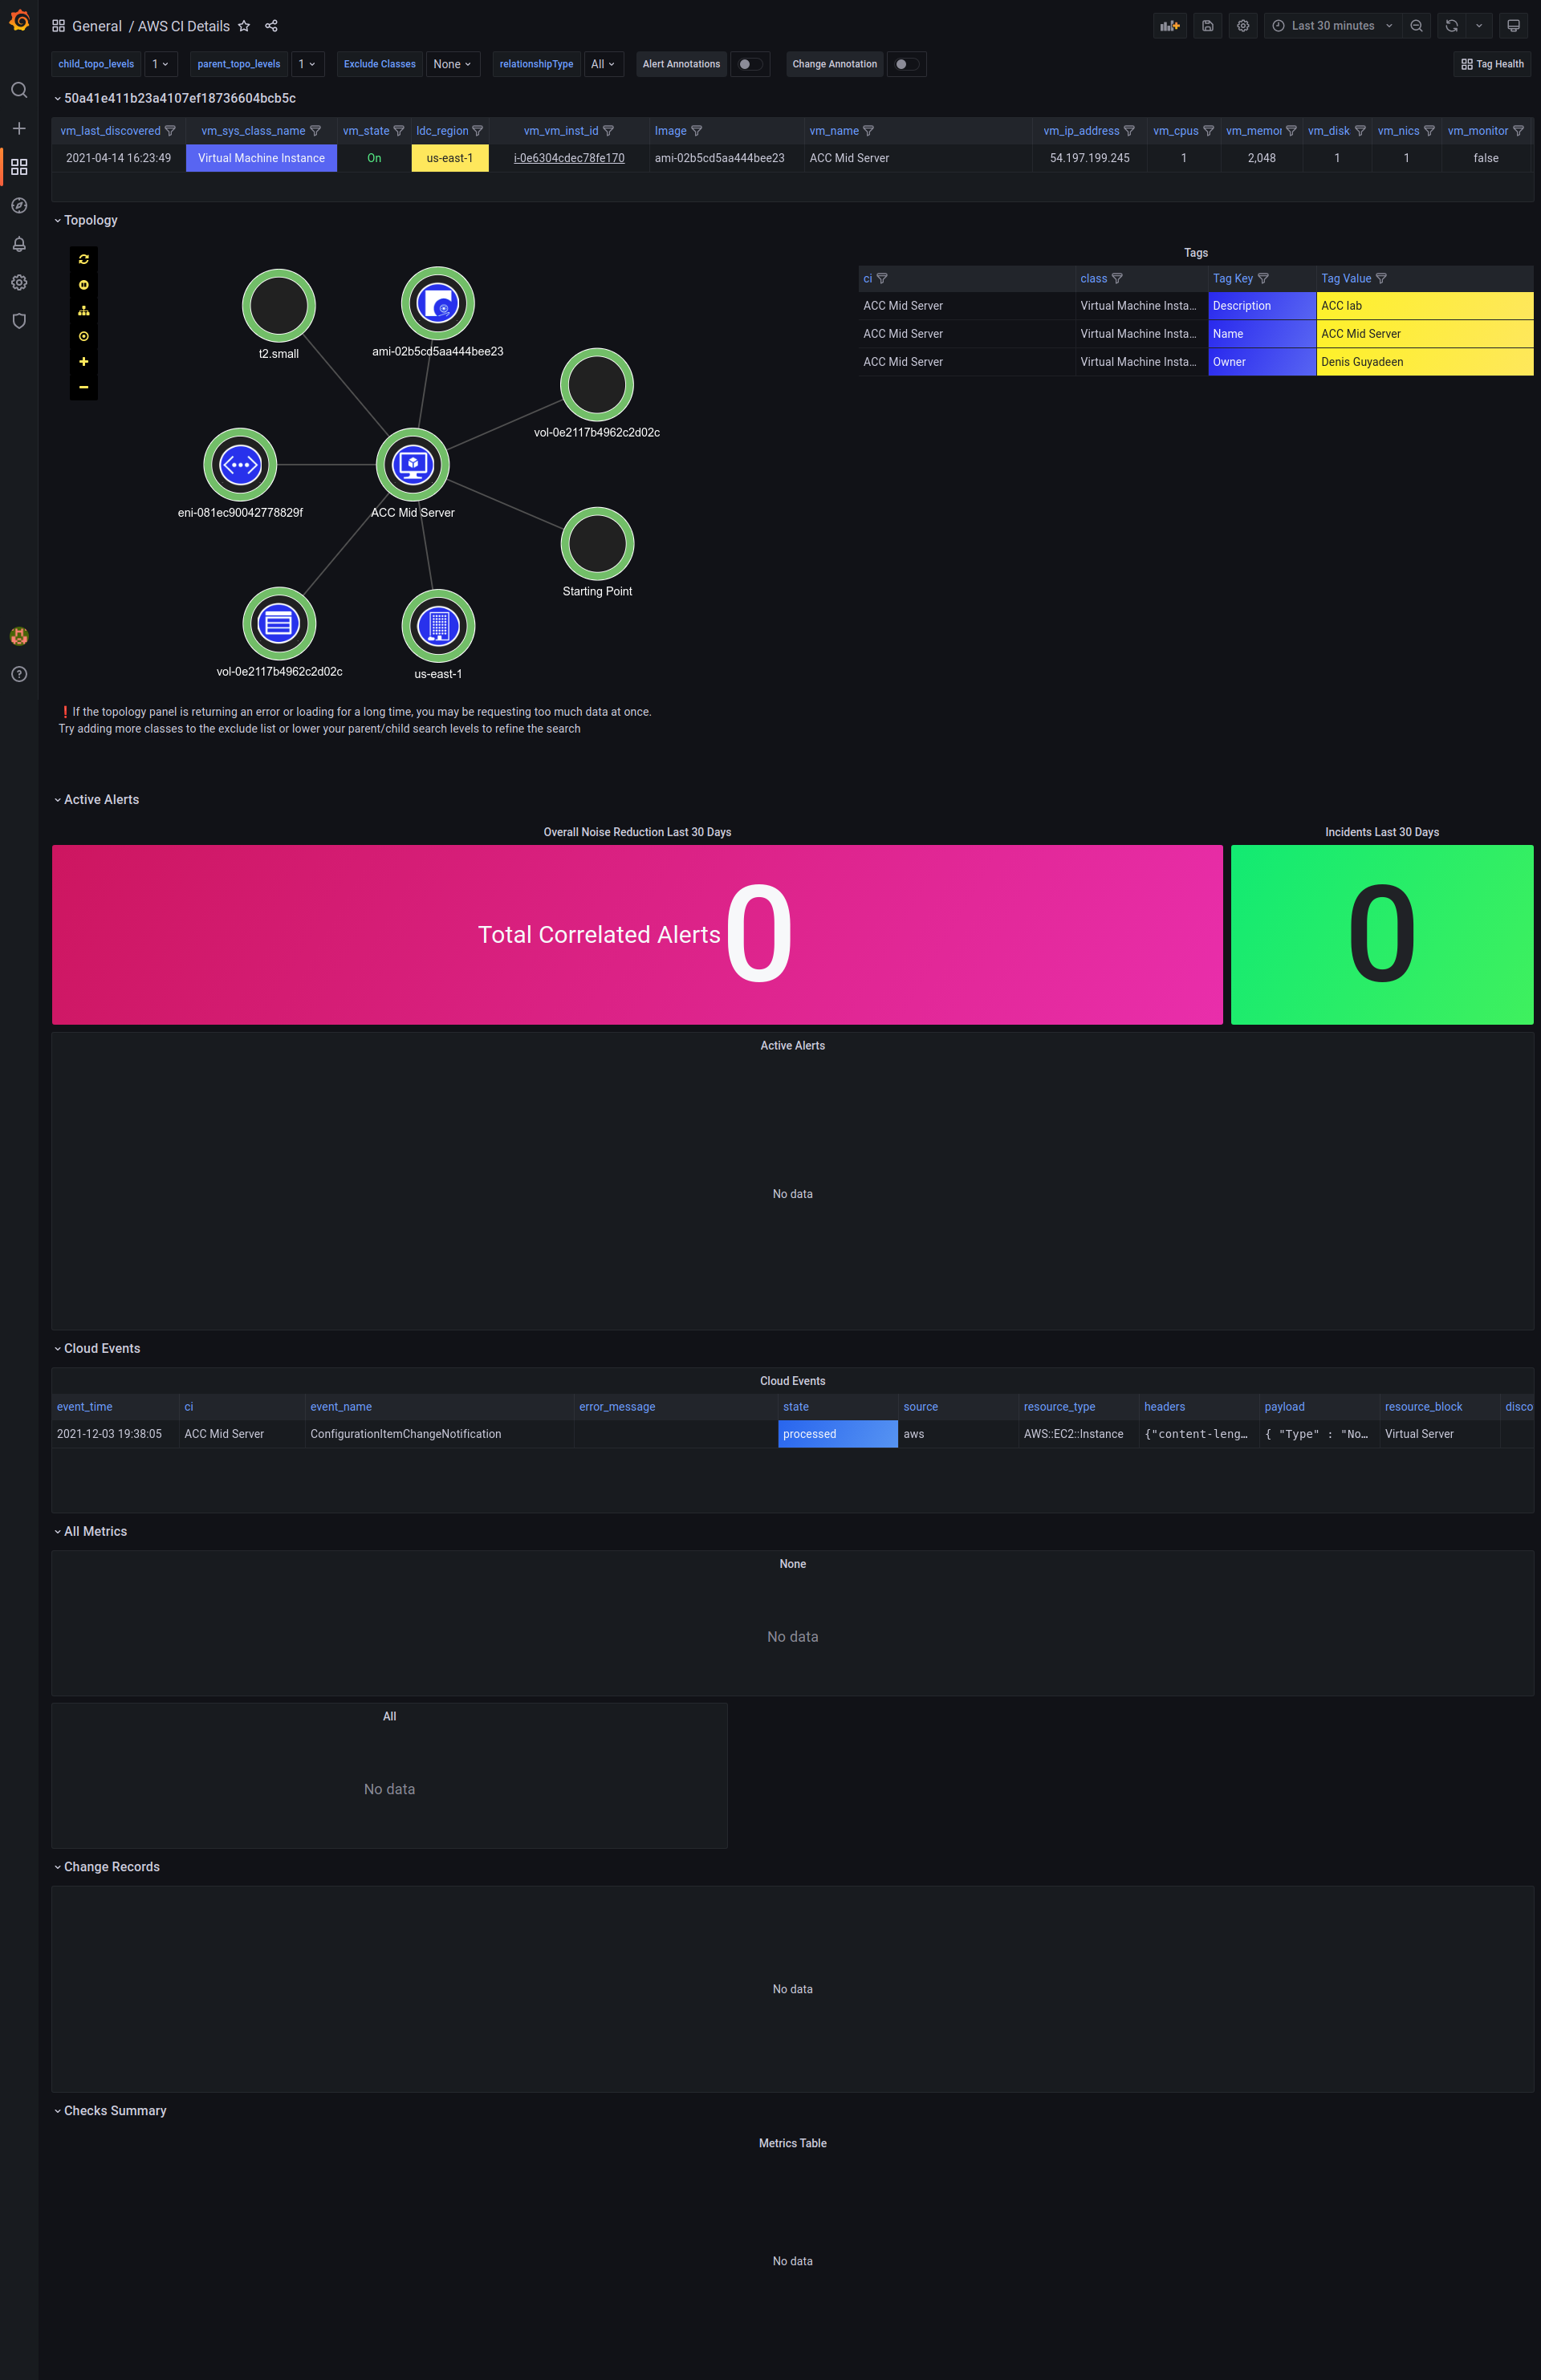 General / AWS CI Details
Last 30 minutes
child_topo_levels 1 parent_topo_levels 1 Exclude Classes None relationshipType All Alert Annotations Change Annotation Tag Health
50a41e411b23a4107ef18736604bcb5c
vm_last_discovered vm_sys_class_name vm_state ldc_region vm_vm_inst_id Image vm_name vm_ip_address vm_cpus vm_memor vm_disk vm_nics vm_monitor
2021-04-14 16:23:49 Virtual Machine Instance On us-east-1 i-0e6304cdec78fe170 ami-02b5cd5aa444bee23 ACC Mid Server 54.197.199.245 1 2,048 1 1 false
Topology
Tags
ci class Tag Key Tag Value
ACC Mid Server Virtual Machine Insta... Description ACC lab
ACC Mid Server Virtual Machine Insta... Name ACC Mid Server
ACC Mid Server Virtual Machine Insta... Owner Denis Guyadeen
t2.small
ami-02b5cd5aa444bee23
vol-0e2117b4962c2d02c
eni-081ec90042778829f
ACC Mid Server
Starting Point
vol-0e2117b4962c2d02c
us-east-1
❗If the topology panel is returning an error or loading for a long time, you may be requesting too much data at once.
Try adding more classes to the exclude list or lower your parent/child search levels to refine the search
Active Alerts
Overall Noise Reduction Last 30 Days
Incidents Last 30 Days
Total Correlated Alerts 0
0
Active Alerts
No data
Cloud Events
Cloud Events
event_time ci event_name error_message state source resource_type headers payload resource_block disco
2021-12-03 19:38:05 ACC Mid Server ConfigurationItemChangeNotification processed aws AWS::EC2::Instance {"content-leng... { "Type" : "No... Virtual Server
All Metrics
None
No data
All
No data
Change Records
No data
Checks Summary
Metrics Table
No data